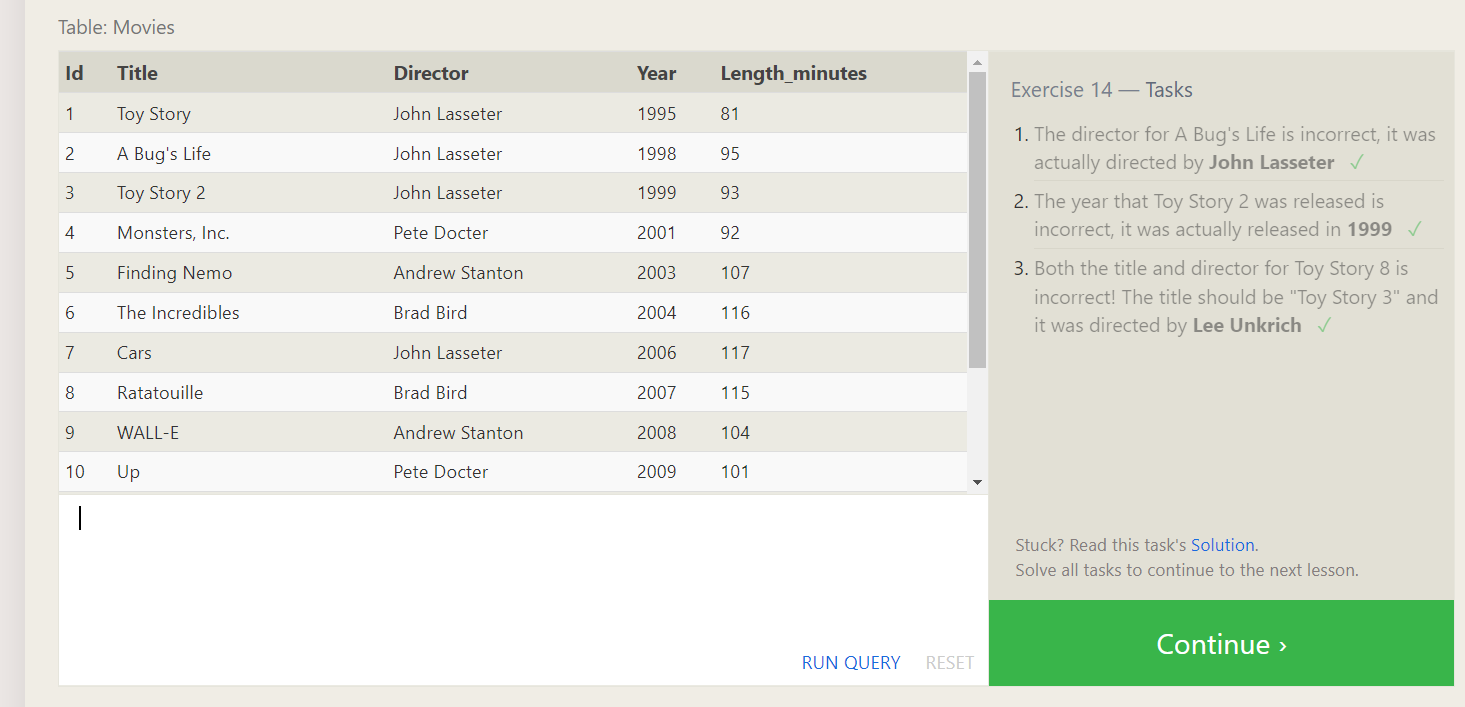 Table: Movies
Id Title Director Year Length_minutes
1 Toy Story John Lasseter 1995 81
2 A Bug's Life John Lasseter 1998 95
3 Toy Story 2 John Lasseter 1999 93
4 Monsters, Inc. Pete Docter 2001 92
5 Finding Nemo Andrew Stanton 2003 107
6 The Incredibles Brad Bird 2004 116
7 Cars John Lasseter 2006 117
8 Ratatouille Brad Bird 2007 115
9 WALL-E Andrew Stanton 2008 104
10 Up Pete Docter 2009 101
RUN QUERY RESET
Exercise 14 — Tasks
1. The director for A Bug's Life is incorrect, it was
actually directed by John Lasseter ✓
2. The year that Toy Story 2 was released is
incorrect, it was actually released in 1999 ✓
3. Both the title and director for Toy Story 8 is
incorrect! The title should be "Toy Story 3" and
it was directed by Lee Unkrich ✓
Stuck? Read this task's Solution.
Solve all tasks to continue to the next lesson.
Continue ›